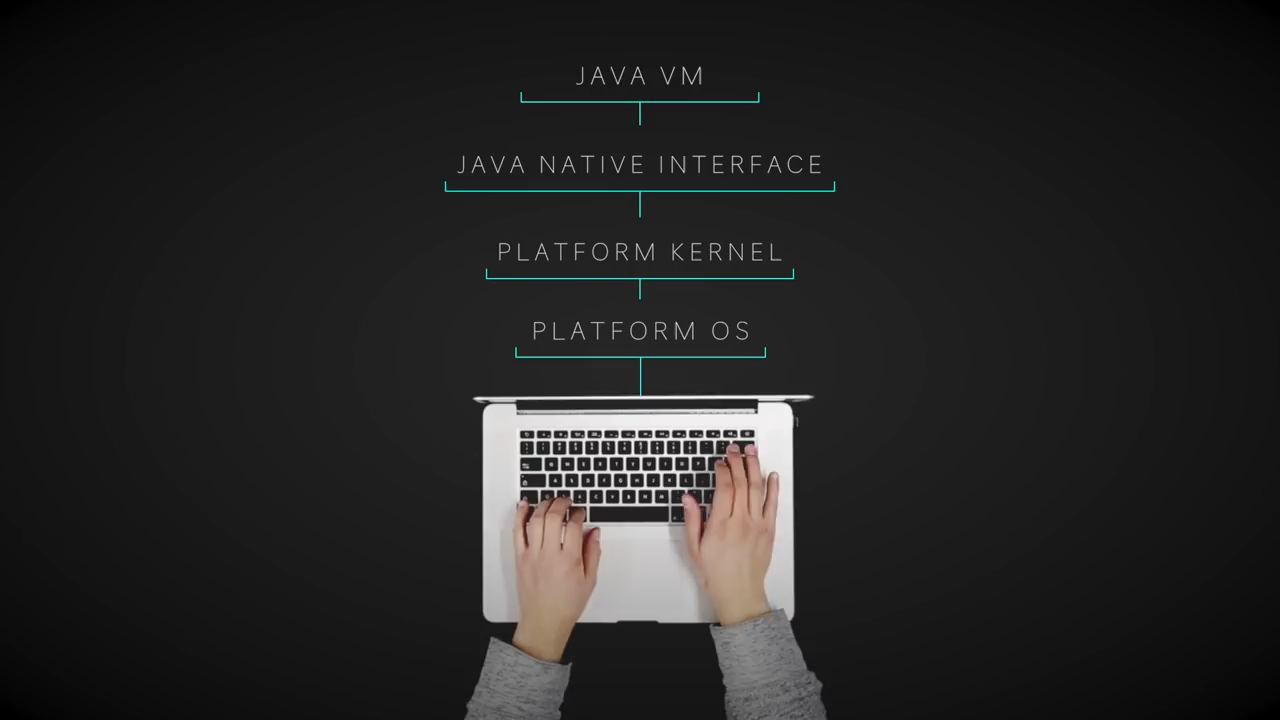 JAVA VM
JAVA NATIVE INTERFACE
PLATFORM KERNEL
PLATFORM OS